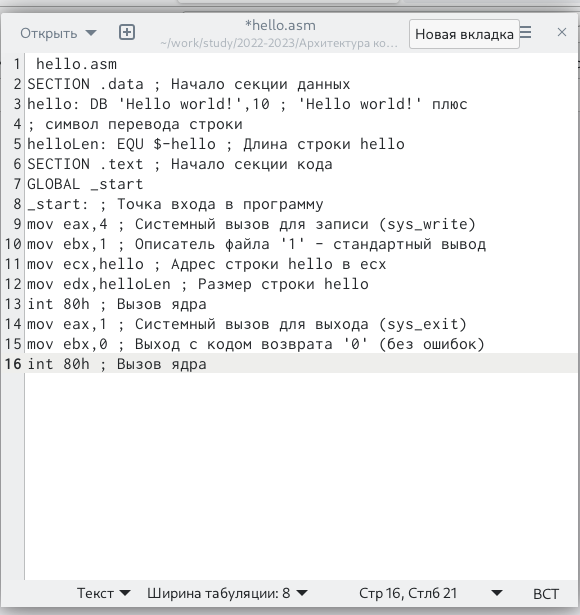 Открыть
*hello.asm
~/work/study/2022-2023/Архитектура ко...
Новая вкладка
1 hello.asm
2 SECTION .data ; Начало секции данных
3 hello: DB 'Hello world!',10 ; 'Hello world!' плюс
4 ; символ перевода строки
5 helloLen: EQU $-hello ; Длина строки hello
6 SECTION .text ; Начало секции кода
7 GLOBAL _start
8 _start: ; Точка входа в программу
9 mov eax,4 ; Системный вызов для записи (sys_write)
10 mov ebx,1 ; Описатель файла '1' - стандартный вывод
11 mov ecx,hello ; Адрес строки hello в ecx
12 mov edx,helloLen ; Размер строки hello
13 int 80h ; Вызов ядра
14 mov eax,1 ; Системный вызов для выхода (sys_exit)
15 mov ebx,0 ; Выход с кодом возврата '0' (без ошибок)
16 int 80h ; Вызов ядра
Текст Ширина табуляции: 8 Стр 16, Стлб 21 ВСТ